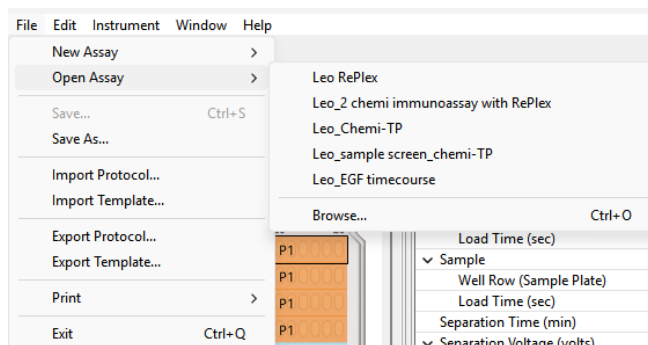 File Edit Instrument Window Help
New Assay >
Open Assay >
Save... Ctrl+S
Save As...
Import Protocol...
Import Template...
Export Protocol...
Export Template...
Print >
Exit Ctrl+Q
Leo RePlex
Leo_2 chemi immunoassay with RePlex
Leo_Chemi-TP
Leo_sample screen_chemi-TP
Leo_EGF timecourse
Browse... Ctrl+O
P1
P1
P1
P1
Load Time (sec)
Sample
Well Row (Sample Plate)
Load Time (sec)
Separation Time (min)
Separation Voltage (volts)